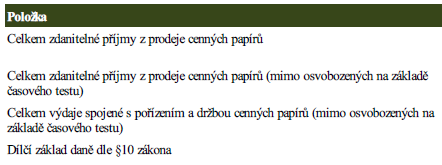 Položka
Celkem zdanitelné příjmy z prodeje cenných papírů
Celkem zdanitelné příjmy z prodeje cenných papírů (mimo osvobozených na základě
časového testu)
Celkem výdaje spojené s pořízením a držbou cenných papírů (mimo osvobozených na
základě časového testu)
Dílčí základ daně dle §10 zákona